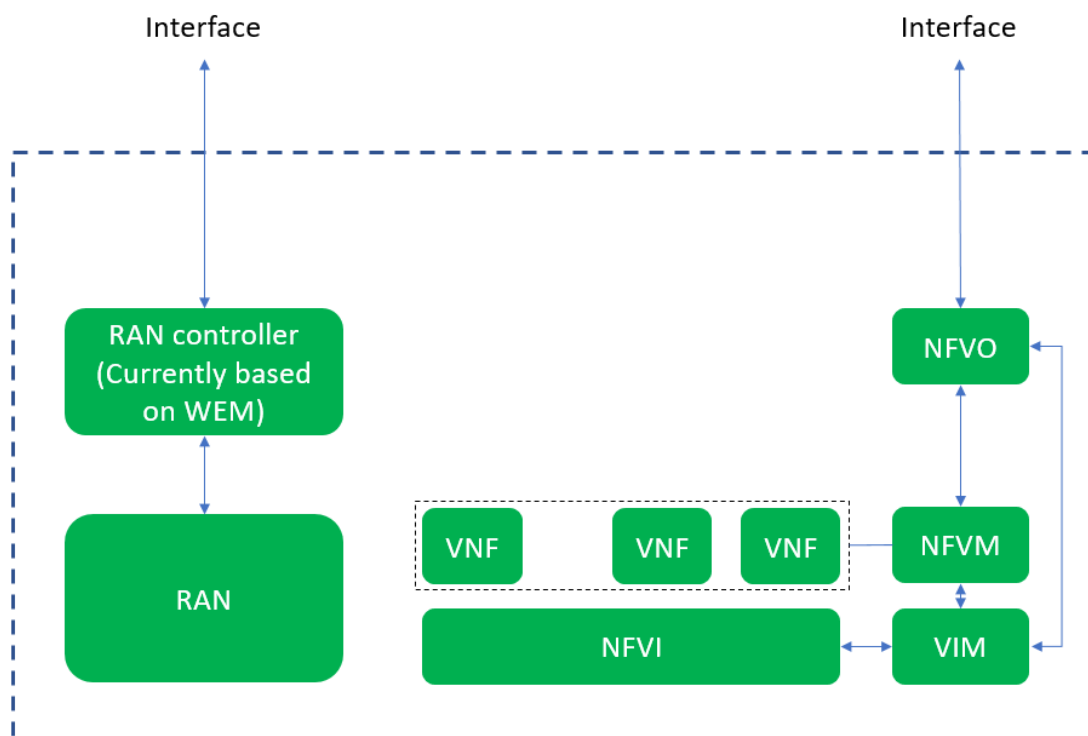 Interface
Interface
RAN controller
(Currently based
on WEM)
NFVO
RAN
VNF
VNF
VNF
NFVM
NFVI
VIM